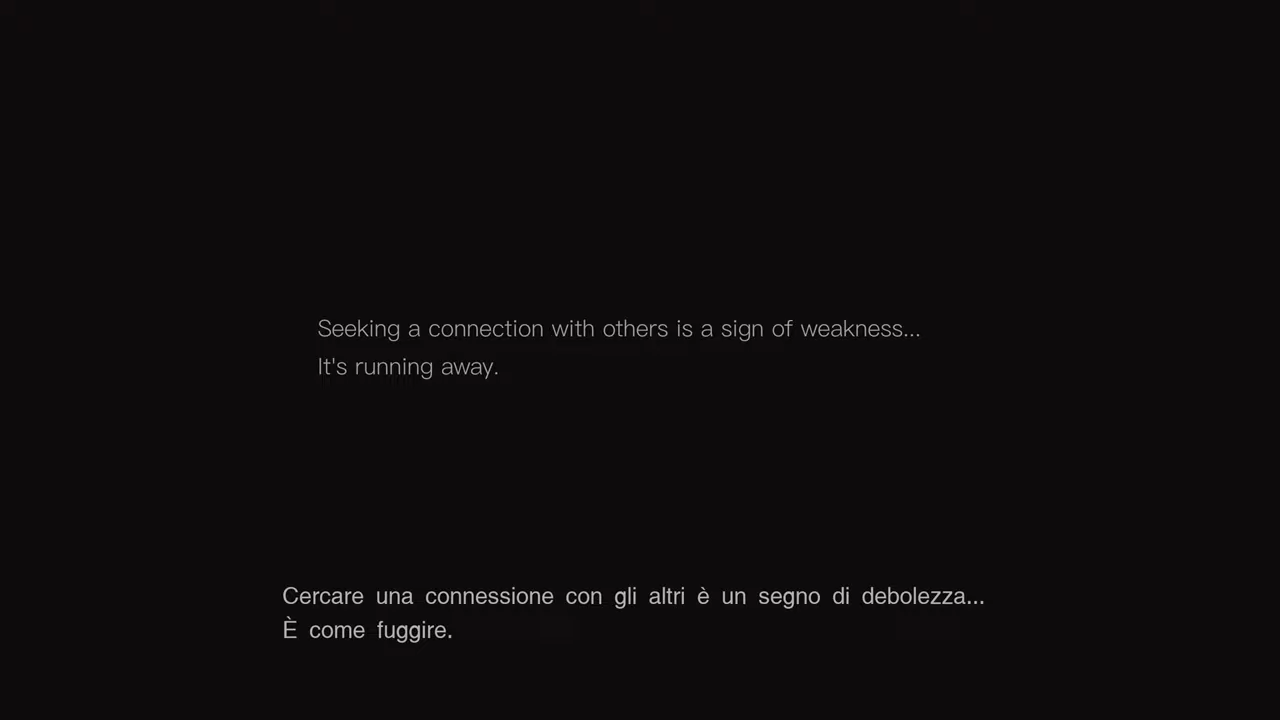 Seeking a connection with others is a sign of weakness...
It's running away.
Cercare una connessione con gli altri è un segno di debolezza...
È come fuggire.